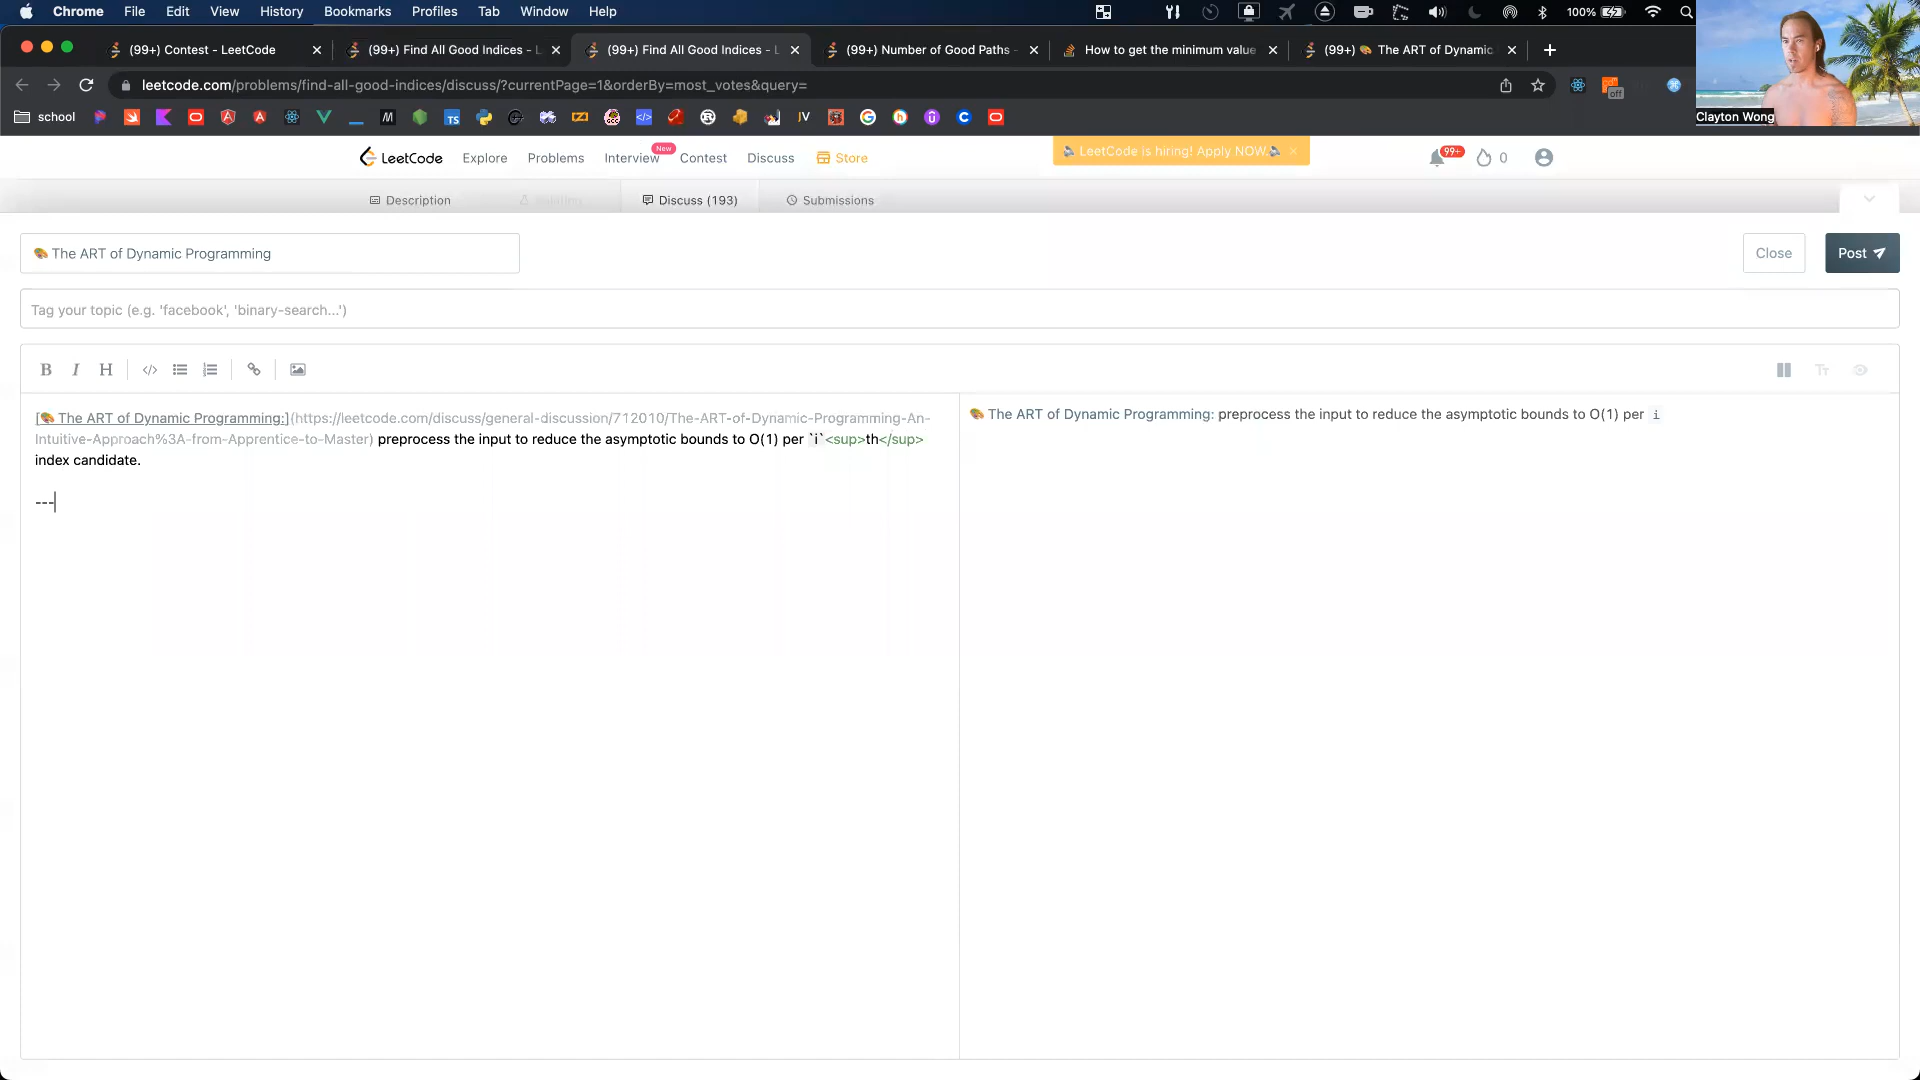 Chrome File Edit View History Bookmarks Profiles Tab Window Help 100%
(99+) Contest - LeetCode (99+) Find All Good Indices - L (99+) Find All Good Indices - L (99+) Number of Good Paths - How to get the minimum value (99+) The ART of Dynamic
leetcode.com/problems/find-all-good-indices/discuss/?currentPage=1&orderBy=most_votes&query=
off
school
Clayton Wong
LeetCode Explore Problems Interview New Contest Discuss Store LeetCode is hiring! Apply NOW 99+ 0
Description Solution Discuss (193) Submissions
The ART of Dynamic Programming Close Post
Tag your topic (e.g. 'facebook', 'binary-search...')
B I H
[🎨 The ART of Dynamic Programming:](https://leetcode.com/discuss/general-discussion/712010/The-ART-of-Dynamic-Programming-An-
Intuitive-Approach%3A-from-Apprentice-to-Master) preprocess the input to reduce the asymptotic bounds to O(1) per `i`<sup>th</sup>
index candidate.
---
🎨 The ART of Dynamic Programming: preprocess the input to reduce the asymptotic bounds to O(1) per i